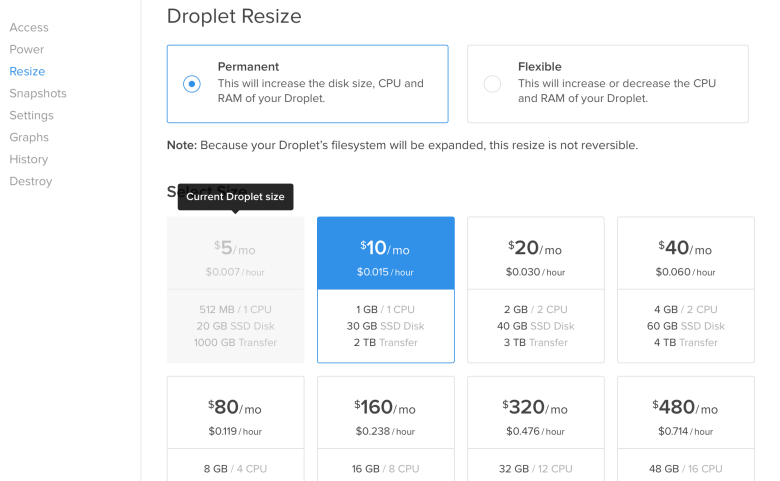 Droplet Resize
Access
Power
Resize
Snapshots
Settings
Graphs
History
Destroy
Permanent
This will increase the disk size, CPU and
RAM of your Droplet.
Flexible
This will increase or decrease the CPU
and RAM of your Droplet.
Note: Because your Droplet's filesystem will be expanded, this resize is not reversible.
Select Size
Current Droplet size
$5/mo
$0.007 / hour
512 MB / 1 CPU
20 GB SSD Disk
1000 GB Transfer
$10/mo
$0.015 / hour
1 GB / 1 CPU
30 GB SSD Disk
2 TB Transfer
$20/mo
$0.030 / hour
2 GB / 2 CPU
40 GB SSD Disk
3 TB Transfer
$40/mo
$0.060 / hour
4 GB / 2 CPU
60 GB SSD Disk
4 TB Transfer
$80/mo
$0.119 / hour
8 GB / 4 CPU
$160/mo
$0.238 / hour
16 GB / 8 CPU
$320/mo
$0.476 / hour
32 GB / 12 CPU
$480/mo
$0.714 / hour
48 GB / 16 CPU